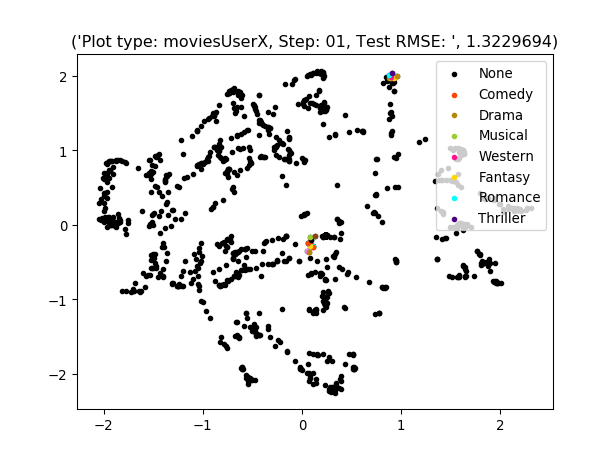 ('Plot type: moviesUserX, Step: 01, Test RMSE: ', 1.3229694)
None
Comedy
Drama
Musical
Western
Fantasy
Romance
Thriller
2
1
0
−1
−2
−2 −1 0 1 2